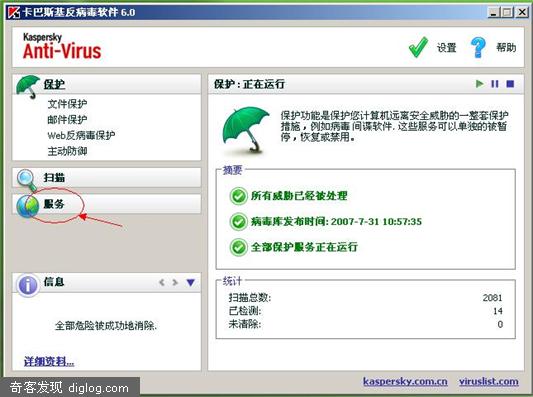 卡巴斯基反病毒软件 6.0
Kaspersky
Anti-Virus
设置
帮助
保护
文件保护
邮件保护
Web反病毒保护
主动防御
扫描
服务
信息
全部危险被成功地消除.
详细资料...
保护 : 正在运行
保护功能是保护您计算机远离安全威胁的一整套保护
措施，例如病毒 间谍软件. 这些服务可以单独的被暂
停，恢复或禁用。
摘要
所有威胁已经被处理
病毒库发布时间: 2007-7-31 10:57:35
全部保护服务正在运行
统计
扫描总数: 2081
已检测: 14
未清除: 0
kaspersky.com.cn viruslist.com
奇客发现 diglog.com